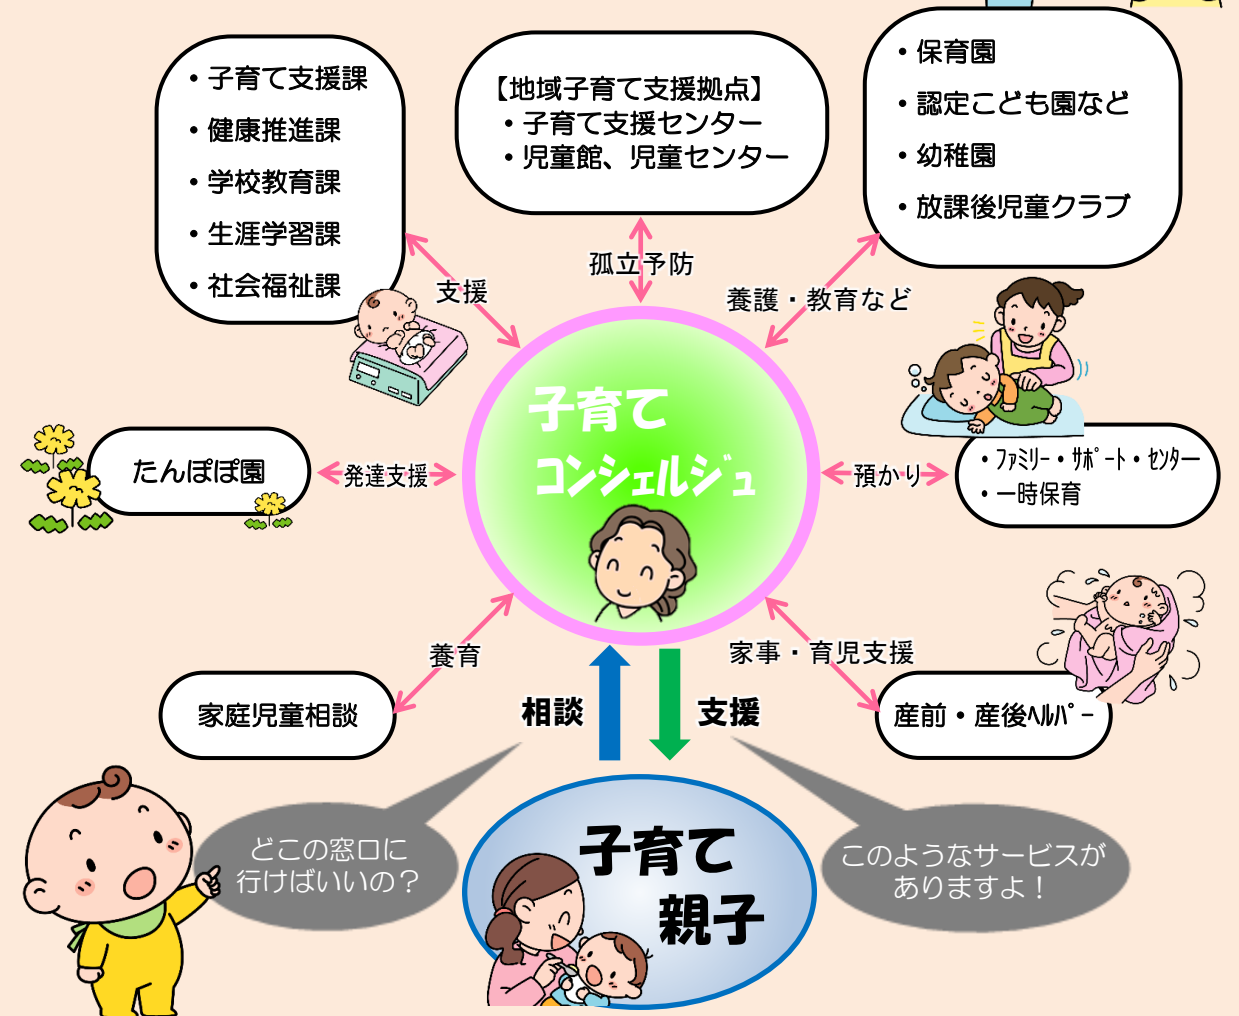 ・子育て支援課
・健康推進課
・学校教育課
・生涯学習課
・社会福祉課
【地域子育て支援拠点】
・子育て支援センター
・児童館、児童センター
・保育園
・認定こども園など
・幼稚園
・放課後児童クラブ
支援
孤立予防
養護・教育など
子育て
コンシェルジュ
たんぽぽ園
発達支援
預かり
・ﾌｧﾐﾘｰ・ｻﾎﾟｰﾄ・ｾﾝﾀｰ
・一時保育
養育
家事・育児支援
家庭児童相談
相談
支援
産前・産後ﾍﾙﾊﾟｰ
どこの窓口に
行けばいいの？
子育て
親子
このようなサービスが
ありますよ！